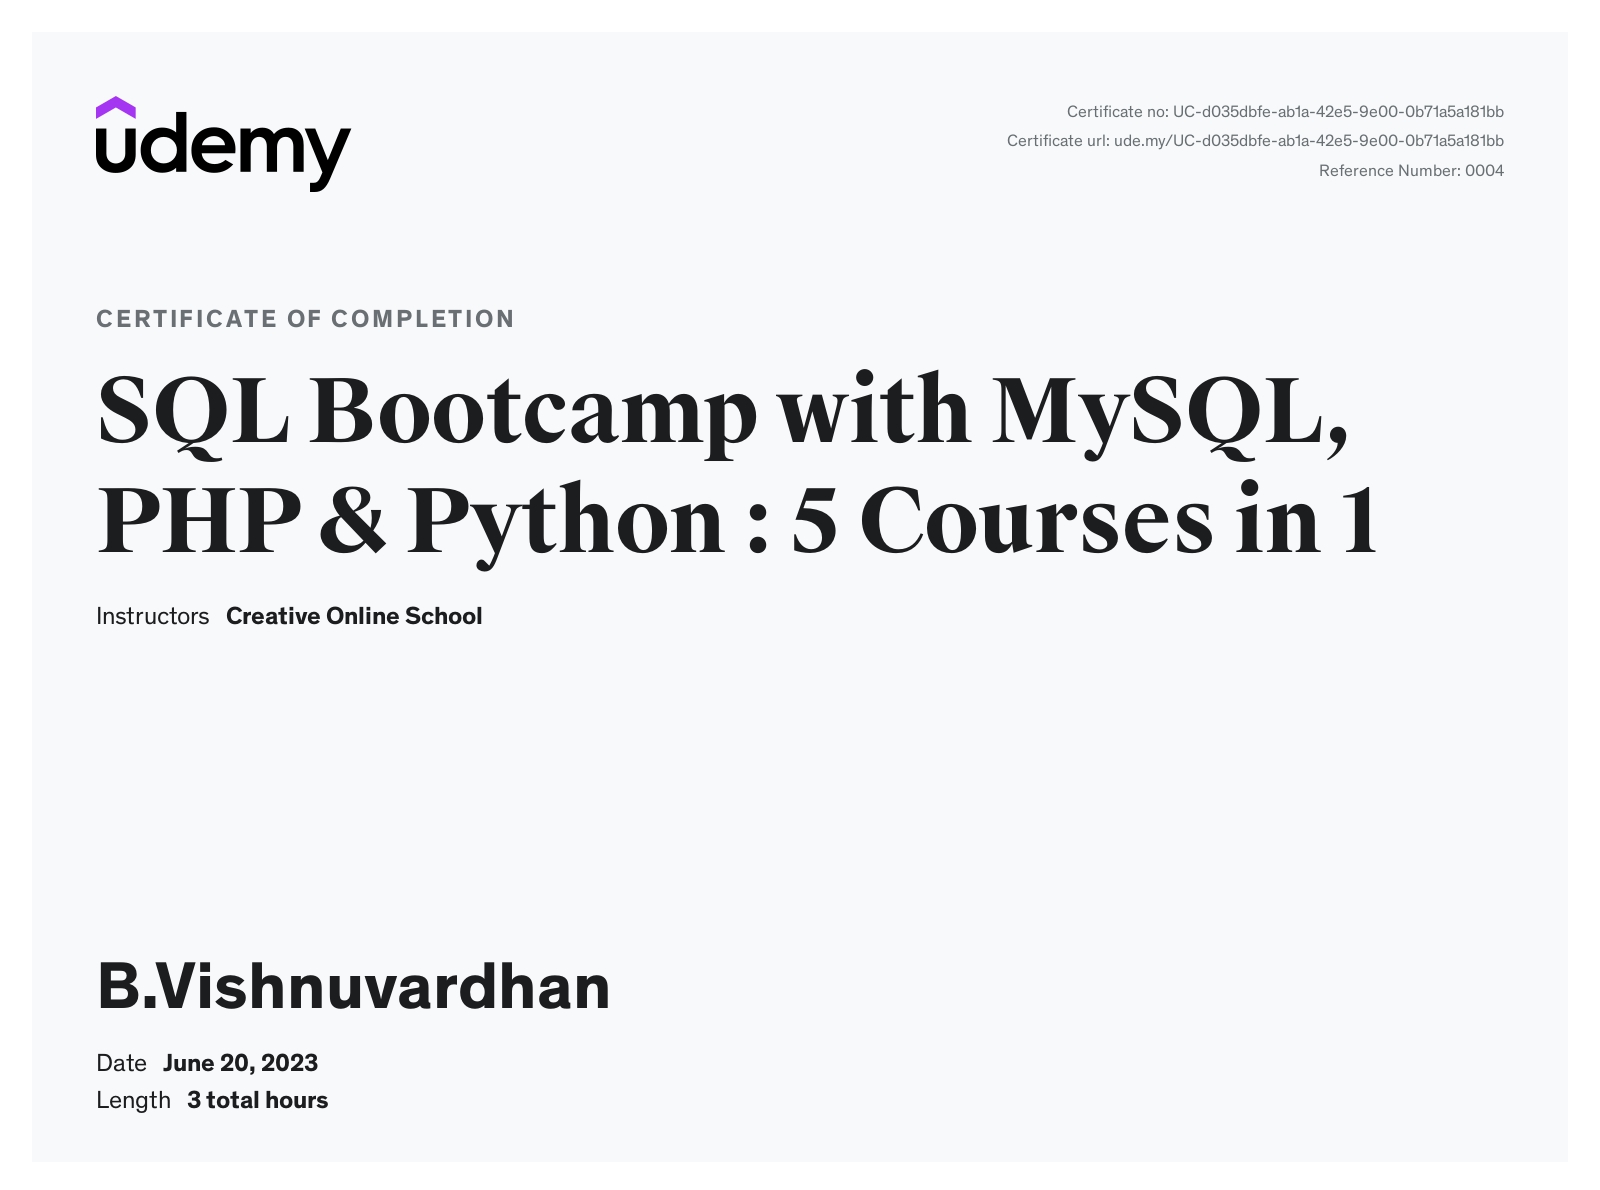 udemy
Certificate no: UC-d035dbfe-ab1a-42e5-9e00-0b71a5a181bb
Certificate url: ude.my/UC-d035dbfe-ab1a-42e5-9e00-0b71a5a181bb
Reference Number: 0004
CERTIFICATE OF COMPLETION
SQL Bootcamp with MySQL,
PHP & Python : 5 Courses in 1
Instructors Creative Online School
B.Vishnuvardhan
Date June 20, 2023
Length 3 total hours